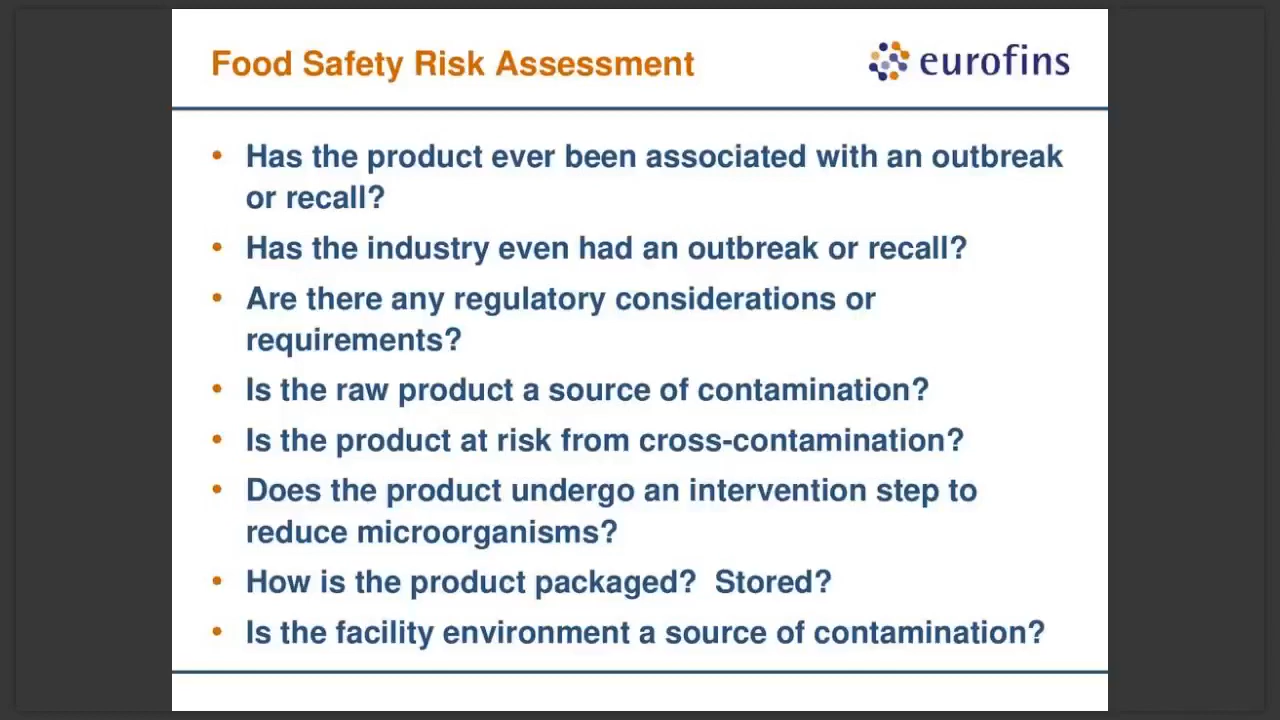 Food Safety Risk Assessment
eurofins
• Has the product ever been associated with an outbreak
or recall?
• Has the industry even had an outbreak or recall?
• Are there any regulatory considerations or
requirements?
• Is the raw product a source of contamination?
• Is the product at risk from cross-contamination?
• Does the product undergo an intervention step to
reduce microorganisms?
• How is the product packaged?  Stored?
• Is the facility environment a source of contamination?